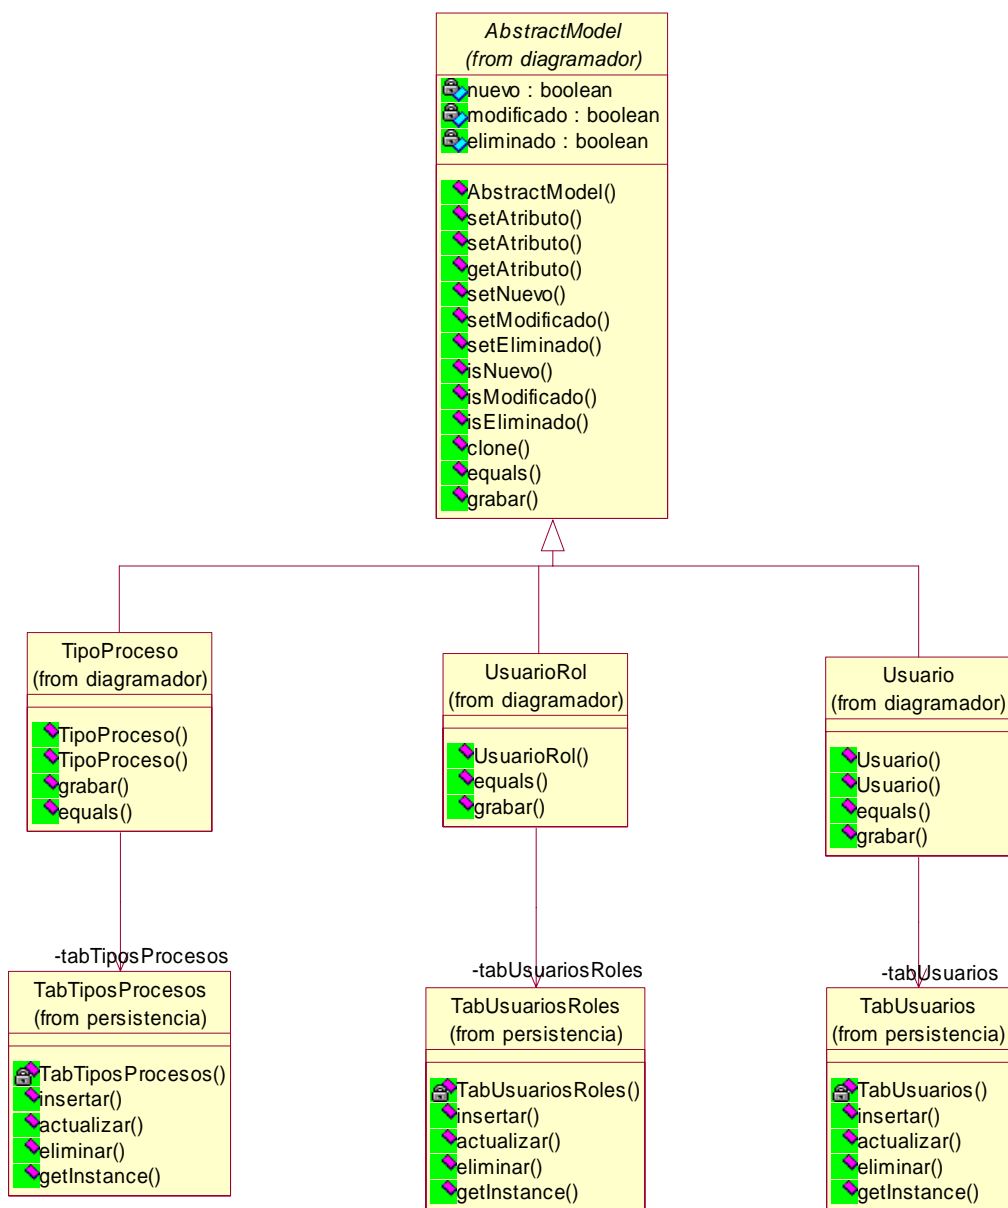 AbstractModel
(from diagramador)
nuevo : boolean
modificado : boolean
eliminado : boolean
AbstractModel()
setAtributo()
setAtributo()
getAtributo()
setNuevo()
setModificado()
setEliminado()
isNuevo()
isModificado()
isEliminado()
clone()
equals()
grabar()
TipoProceso
(from diagramador)
TipoProceso()
TipoProceso()
grabar()
equals()
UsuarioRol
(from diagramador)
UsuarioRol()
equals()
grabar()
Usuario
(from diagramador)
Usuario()
Usuario()
equals()
grabar()
-tabTiposProcesos
TabTiposProcesos
(from persistencia)
TabTiposProcesos()
insertar()
actualizar()
eliminar()
getInstance()
-tabUsuariosRoles
TabUsuariosRoles
(from persistencia)
TabUsuariosRoles()
insertar()
actualizar()
eliminar()
getInstance()
-tabUsuarios
TabUsuarios
(from persistencia)
TabUsuarios()
insertar()
actualizar()
eliminar()
getInstance()